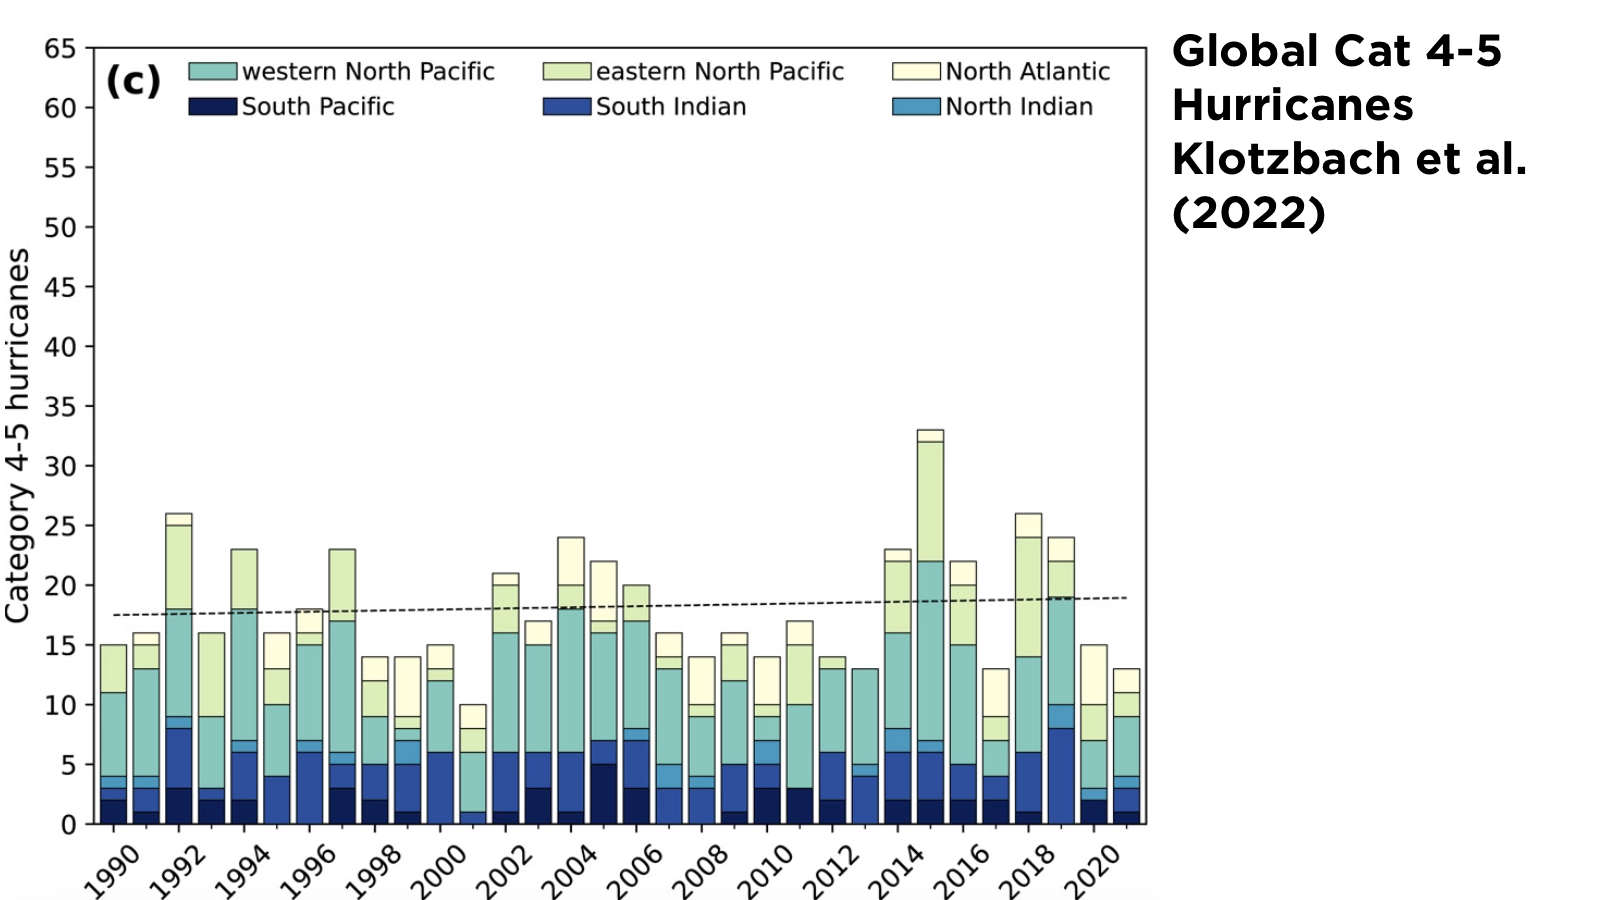 Global Cat 4-5
Hurricanes
Klotzbach et al.
(2022)
(c)
western North Pacific
eastern North Pacific
North Atlantic
South Pacific
South Indian
North Indian
Category 4-5 hurricanes
65
60
55
50
45
40
35
30
25
20
15
10
5
0
1990
1992
1994
1996
1998
2000
2002
2004
2006
2008
2010
2012
2014
2016
2018
2020